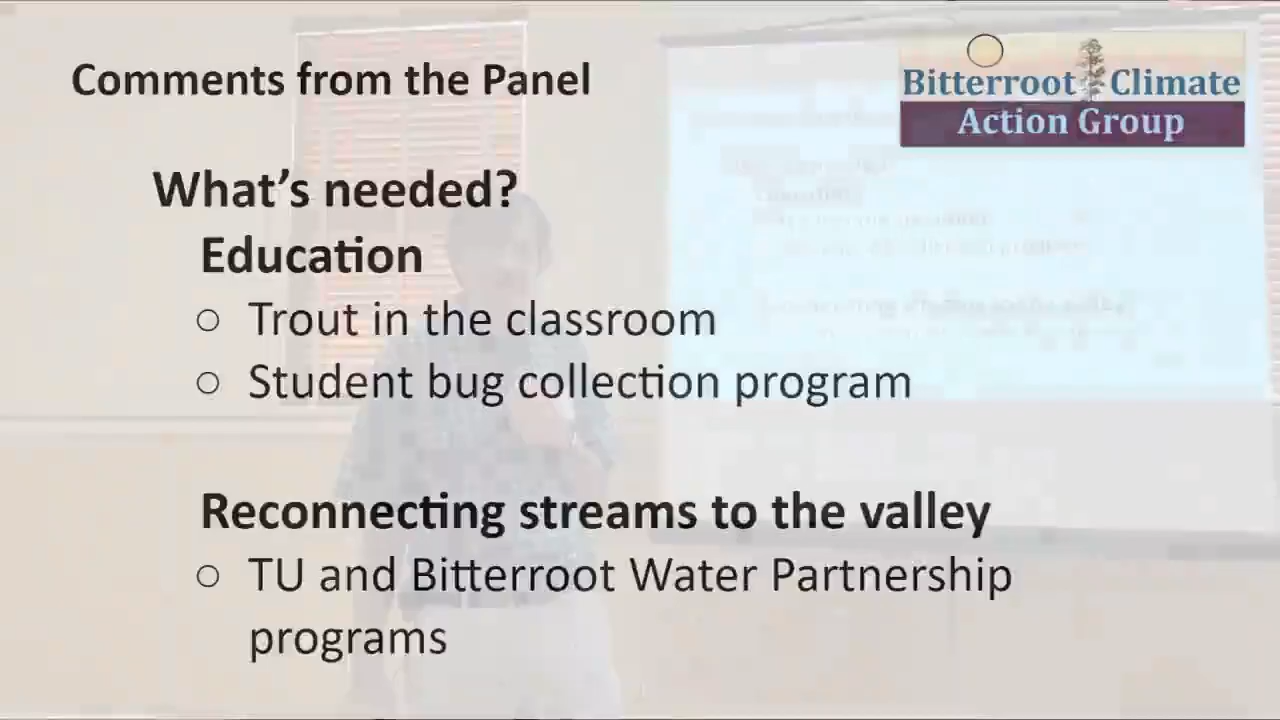 Comments from the Panel
Bitterroot Climate
Action Group
What's needed?
Education
○ Trout in the classroom
○ Student bug collection program
Reconnecting streams to the valley
○ TU and Bitterroot Water Partnership
programs